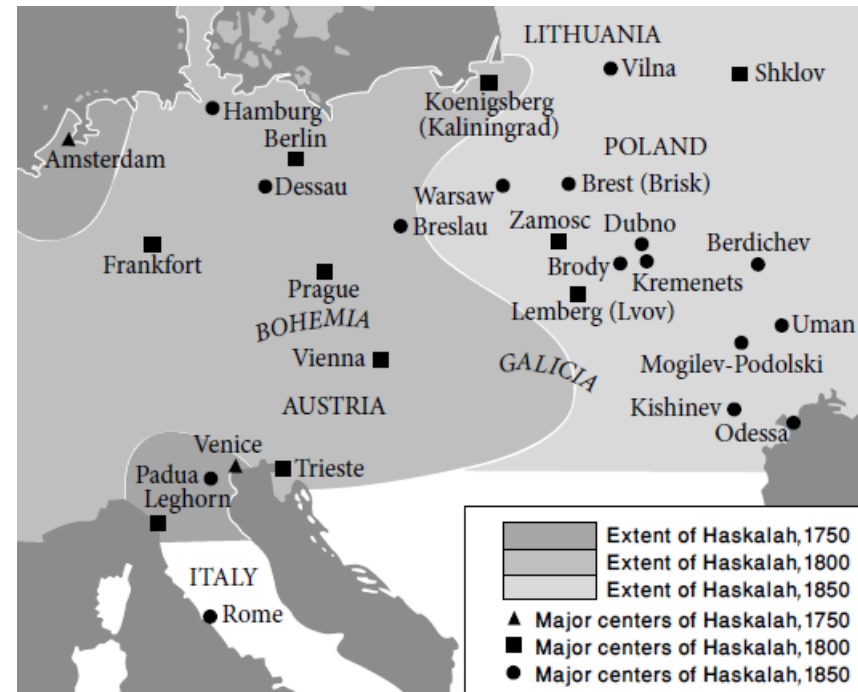 LITHUANIA
Vilna
Shklov
Koenigsberg
(Kaliningrad)
Hamburg
Berlin
Amsterdam
POLAND
Dessau
Warsaw
Brest (Brisk)
Breslau
Zamosc
Dubno
Berdichev
Frankfort
Brody
Kremenets
Prague
Lemberg (Lvov)
BOHEMIA
Uman
Vienna
GALICIA
Mogilev-Podolski
AUSTRIA
Kishinev
Odessa
Venice
Padua
Trieste
Leghorn
ITALY
Rome
Extent of Haskalah, 1750
Extent of Haskalah, 1800
Extent of Haskalah, 1850
Major centers of Haskalah, 1750
Major centers of Haskalah, 1800
Major centers of Haskalah, 1850